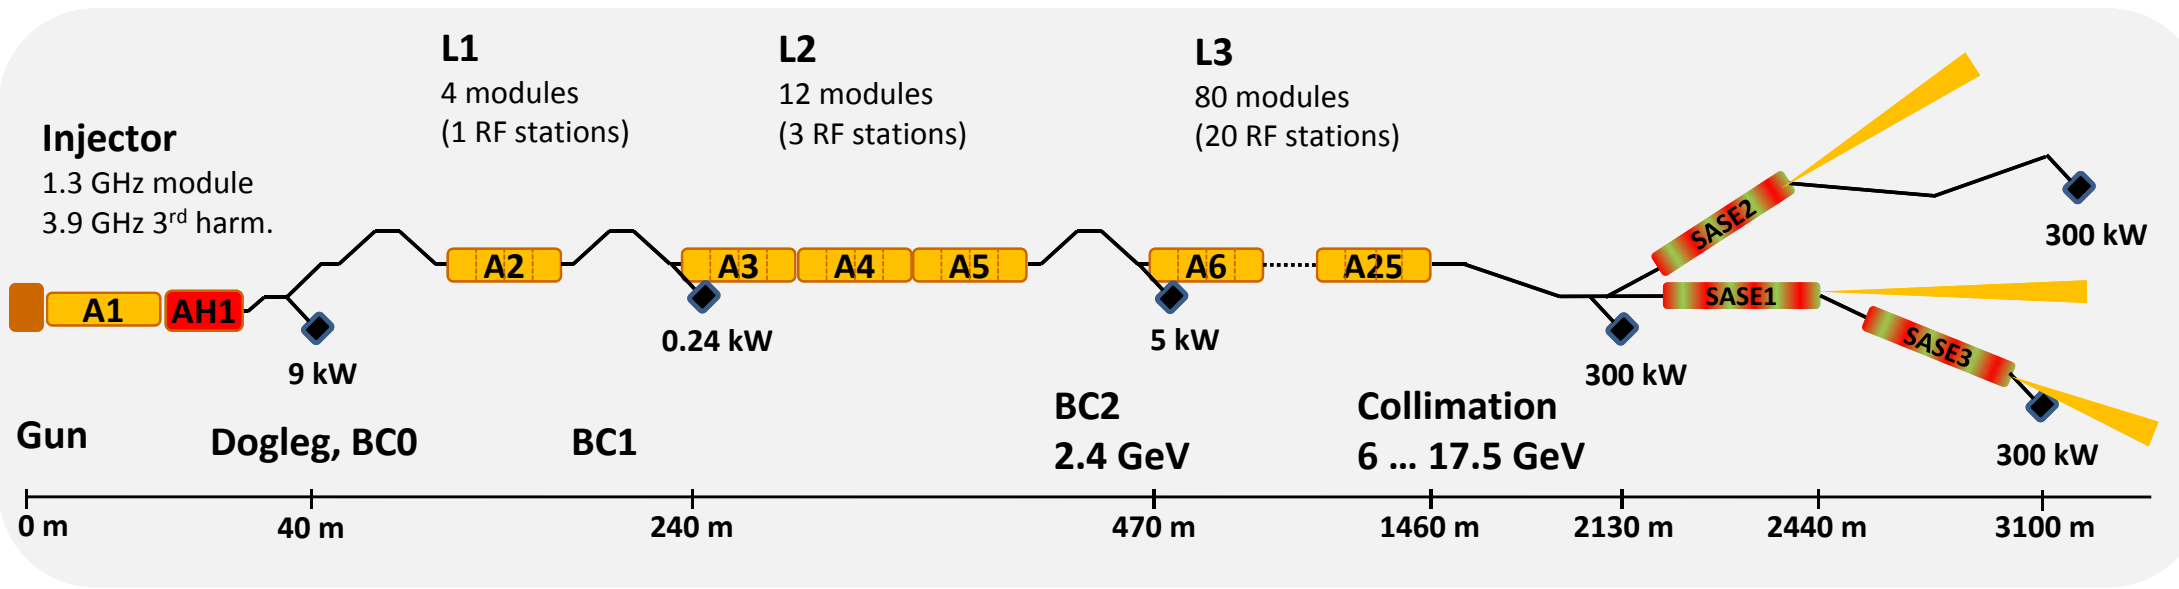 L1
4 modules
(1 RF stations)
L2
12 modules
(3 RF stations)
L3
80 modules
(20 RF stations)
Injector
1.3 GHz module
3.9 GHz 3rd harm.
A1
AH1
A2
A3
A4
A5
A6
A25
SASE2
SASE1
SASE3
9 kW
0.24 kW
5 kW
300 kW
300 kW
300 kW
Gun
Dogleg, BC0
BC1
BC2
2.4 GeV
Collimation
6 ... 17.5 GeV
0 m
40 m
240 m
470 m
1460 m
2130 m
2440 m
3100 m